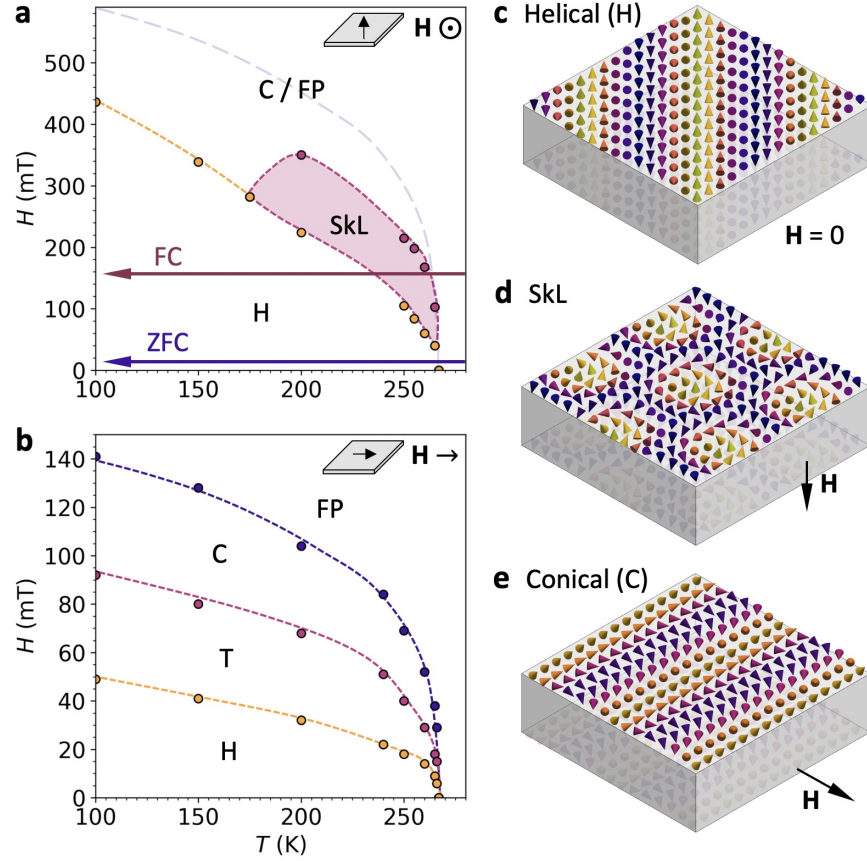 a
H ⊙
500
400
300
200
100
0
H (mT)
C / FP
SkL
FC
H
ZFC
100
150
200
250
b
H →
140
120
100
80
60
40
20
0
H (mT)
FP
C
T
H
100
150
200
250
T (K)
c Helical (H)
H = 0
d SkL
H
e Conical (C)
H